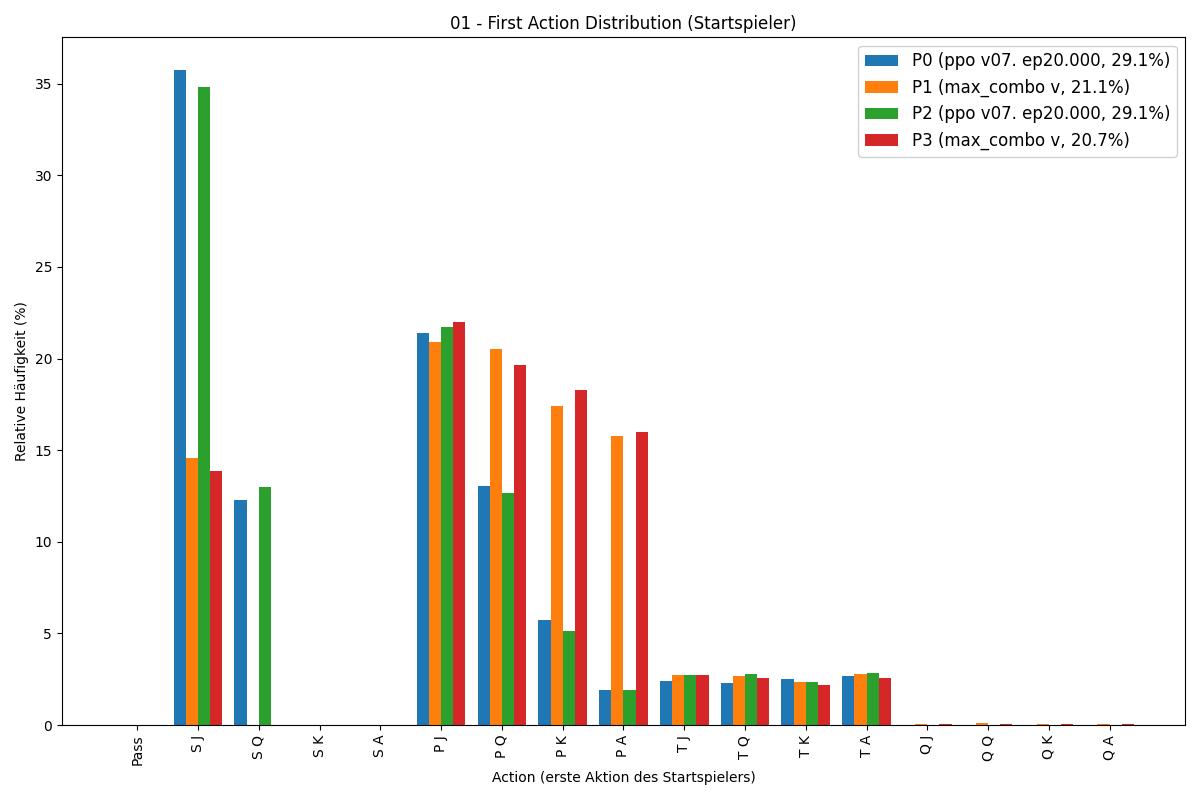 01 - First Action Distribution (Startspieler)
P0 (ppo v07. ep20.000, 29.1%)
P1 (max_combo v, 21.1%)
P2 (ppo v07. ep20.000, 29.1%)
P3 (max_combo v, 20.7%)
Relative Häufigkeit (%)
35
30
25
20
15
10
5
0
Pass
S J
S Q
S K
S A
P J
P Q
P K
P A
T J
T Q
T K
T A
Q J
Q Q
Q K
Q A
Action (erste Aktion des Startspielers)